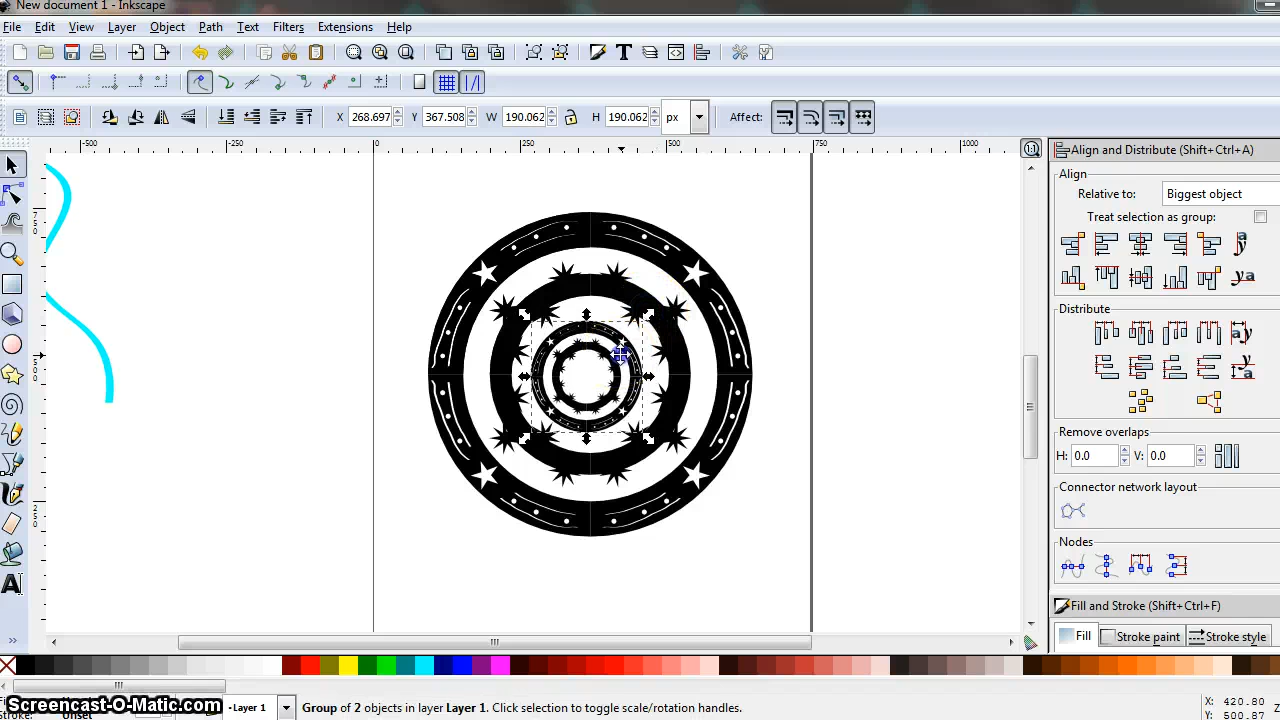 New document 1 - Inkscape
File Edit View Layer Object Path Text Filters Extensions Help
X 268.697 Y 367.508 W 190.062 H 190.062 px Affect:
-500 -250 250 500 750 1000
1:1
Align and Distribute (Shift+Ctrl+A)
Align
Relative to: Biggest object
Treat selection as group:
Distribute
Remove overlaps
H: 0.0 V: 0.0
Connector network layout
Nodes
Fill and Stroke (Shift+Ctrl+F)
Fill Stroke paint Stroke style
Screencast-O-Matic.com
Stroke: Unset
Layer 1
Group of 2 objects in layer Layer 1. Click selection to toggle scale/rotation handles.
X: 420.80
Y: 500.87